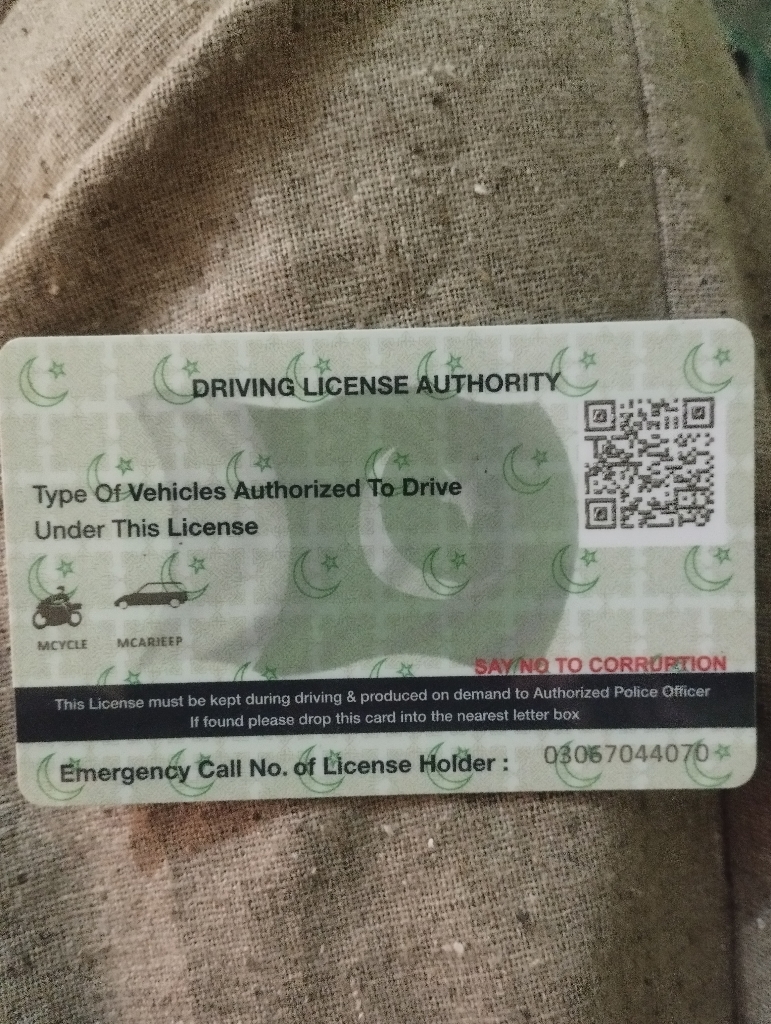 DRIVING LICENSE AUTHORITY
Type Of Vehicles Authorized To Drive
Under This License
MCYCLE MCARJEEP
SAY NO TO CORRUPTION
This License must be kept during driving & produced on demand to Authorized Police Officer
If found please drop this card into the nearest letter box
Emergency Call No. of License Holder : 03067044070